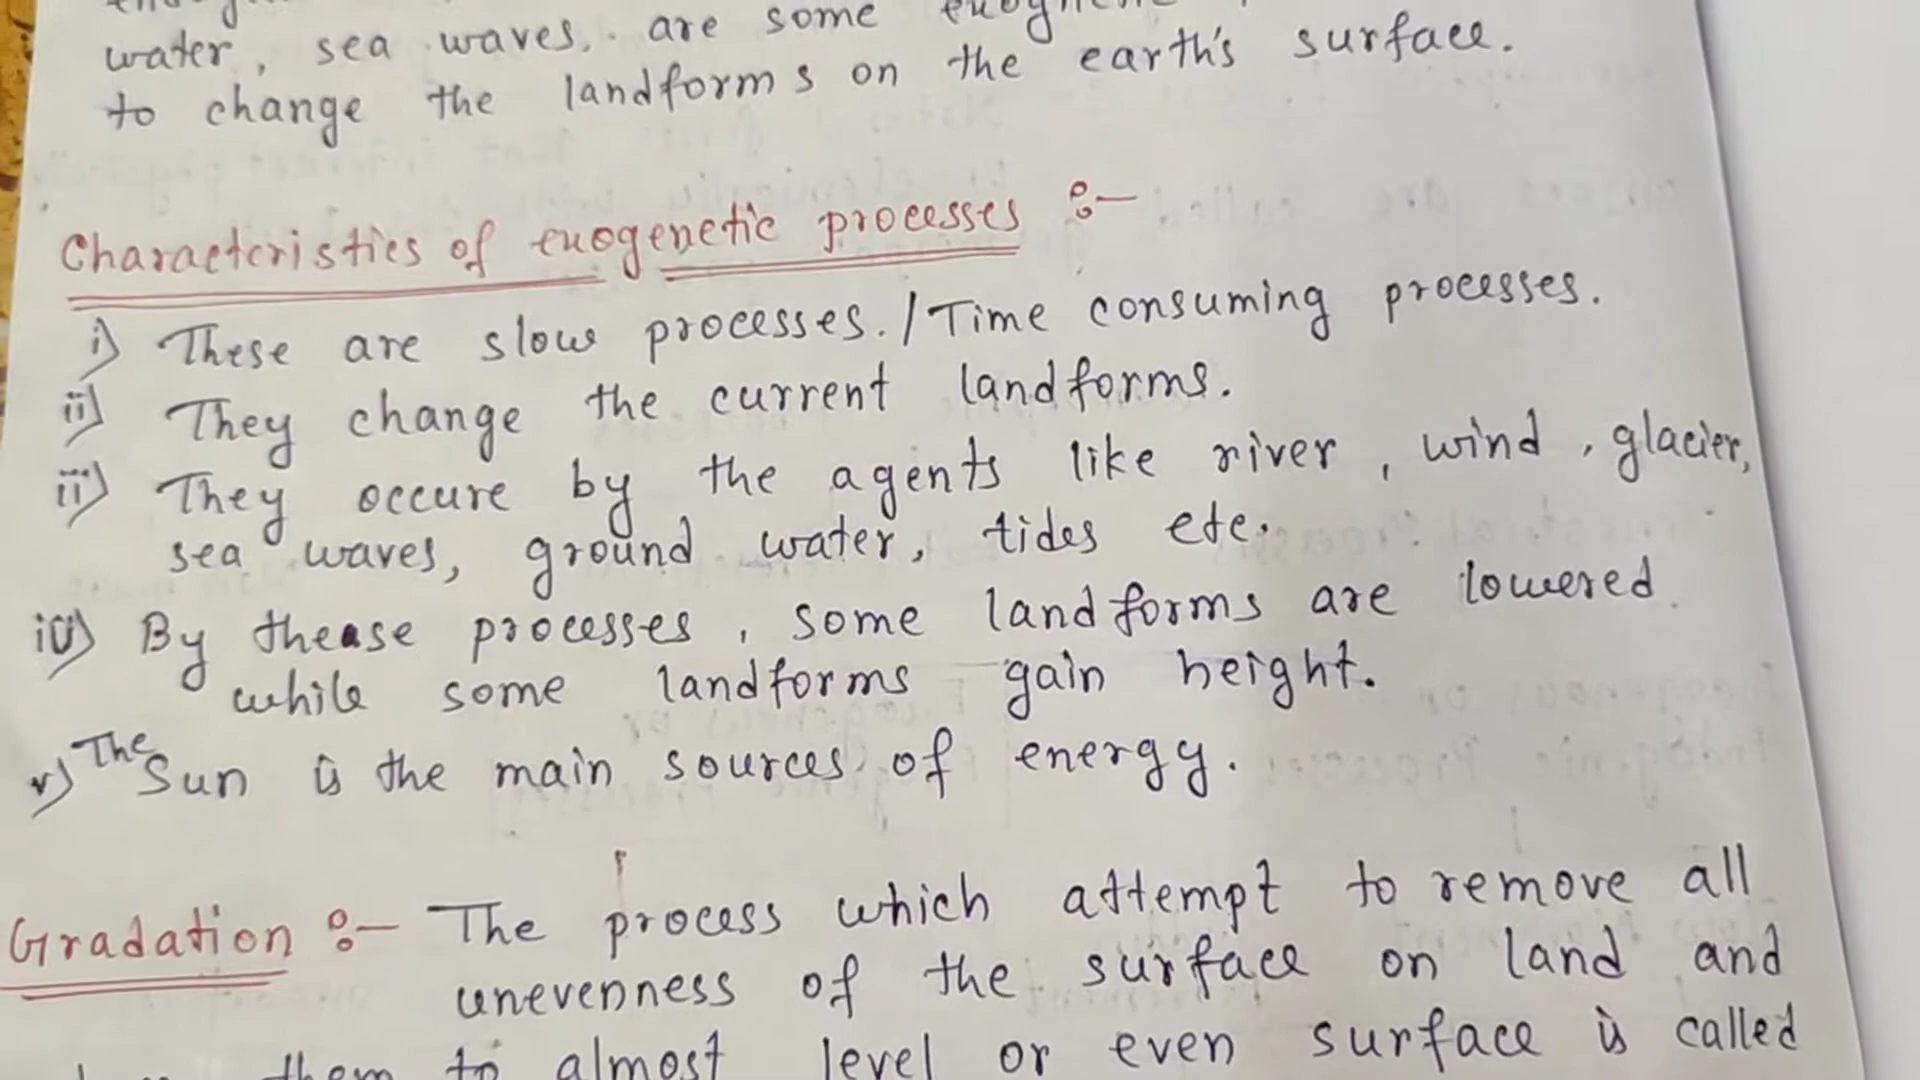 water, sea waves, are some
to change the landforms on the earth's surface.
Characteristics of exogenetic processes :-
i) These are slow processes. / Time consuming processes.
ii) They change the current landforms.
iii) They occure by the agents like river, wind, glacier,
sea waves, ground water, tides etc.
iv) By thease processes, some landforms are lowered
while some landforms gain height.
v) The Sun is the main sources of energy.
Gradation :- The process which attempt to remove all
unevenness of the surface on land and
them to almost level or even surface is called